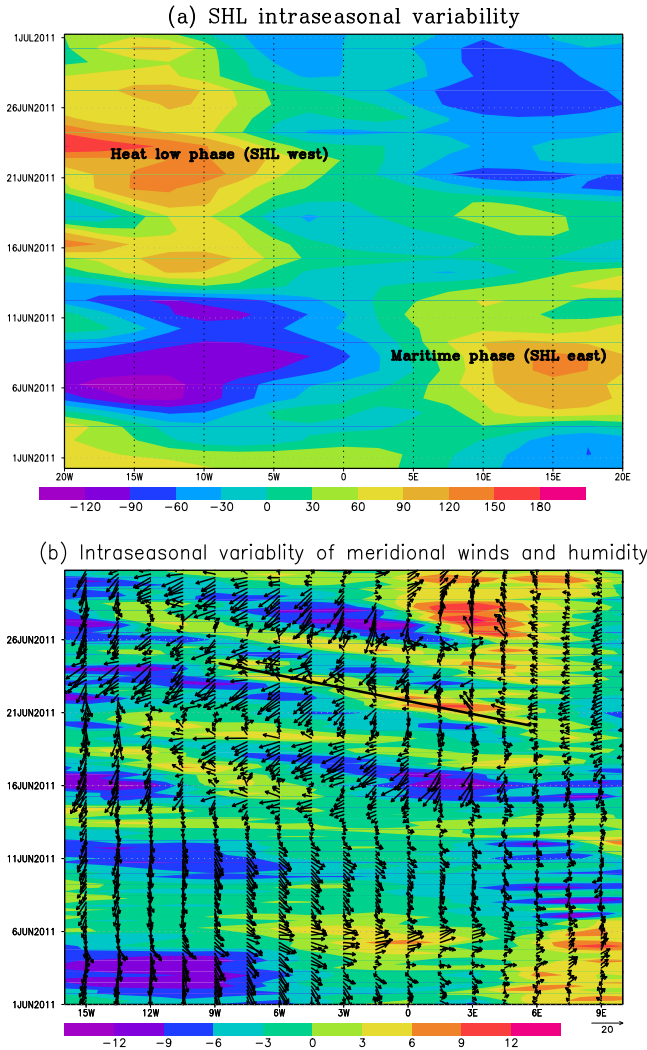 (a) SHL intraseasonal variability
1JUL2011
26JUN2011
21JUN2011
16JUN2011
11JUN2011
6JUN2011
1JUN2011
Heat low phase (SHL west)
Maritime phase (SHL east)
20W 15W 10W 5W 0 5E 10E 15E 20E
-120 -90 -60 -30 0 30 60 90 120 150 180
(b) Intraseasonal variablity of meridional winds and humidity
26JUN2011
21JUN2011
16JUN2011
11JUN2011
6JUN2011
1JUN2011
15W 12W 9W 6W 3W 0 3E 6E 9E
20
-12 -9 -6 -3 0 3 6 9 12